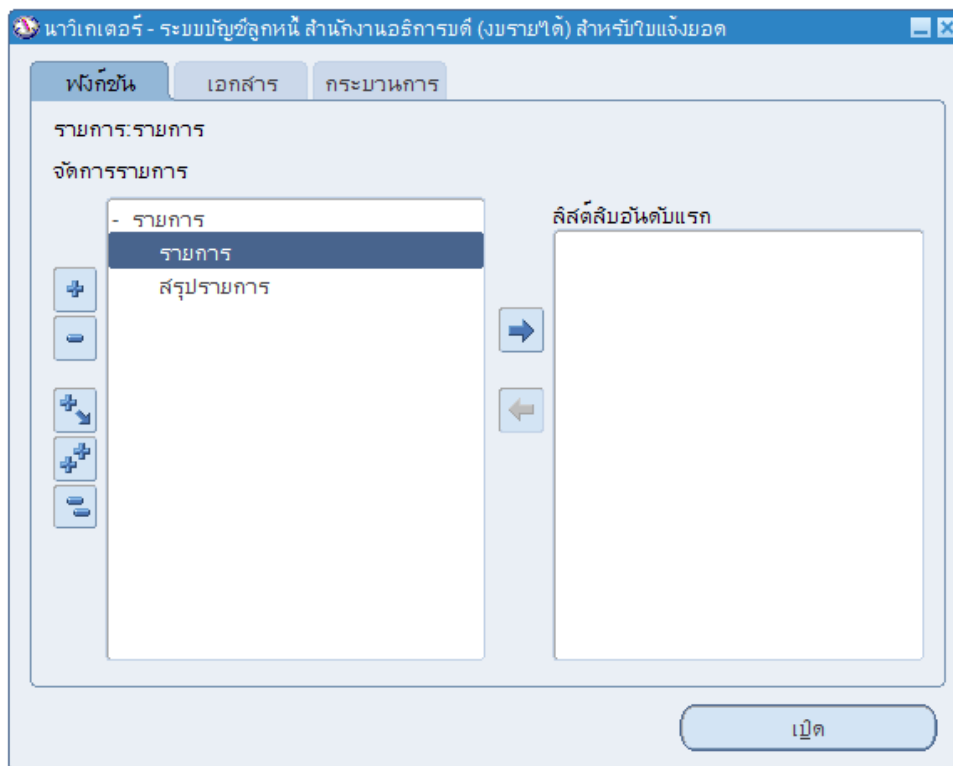 นาวิเกเตอร์ - ระบบบัญชีลูกหนี้ สำนักงานอธิการบดี (งบรายได้) สำหรับใบแจ้งยอด
ฟังก์ชัน เอกสาร กระบวนการ
รายการ:รายการ
จัดการรายการ
- รายการ
รายการ
สรุปรายการ
ลิสต์สิบอันดับแรก
เปิด